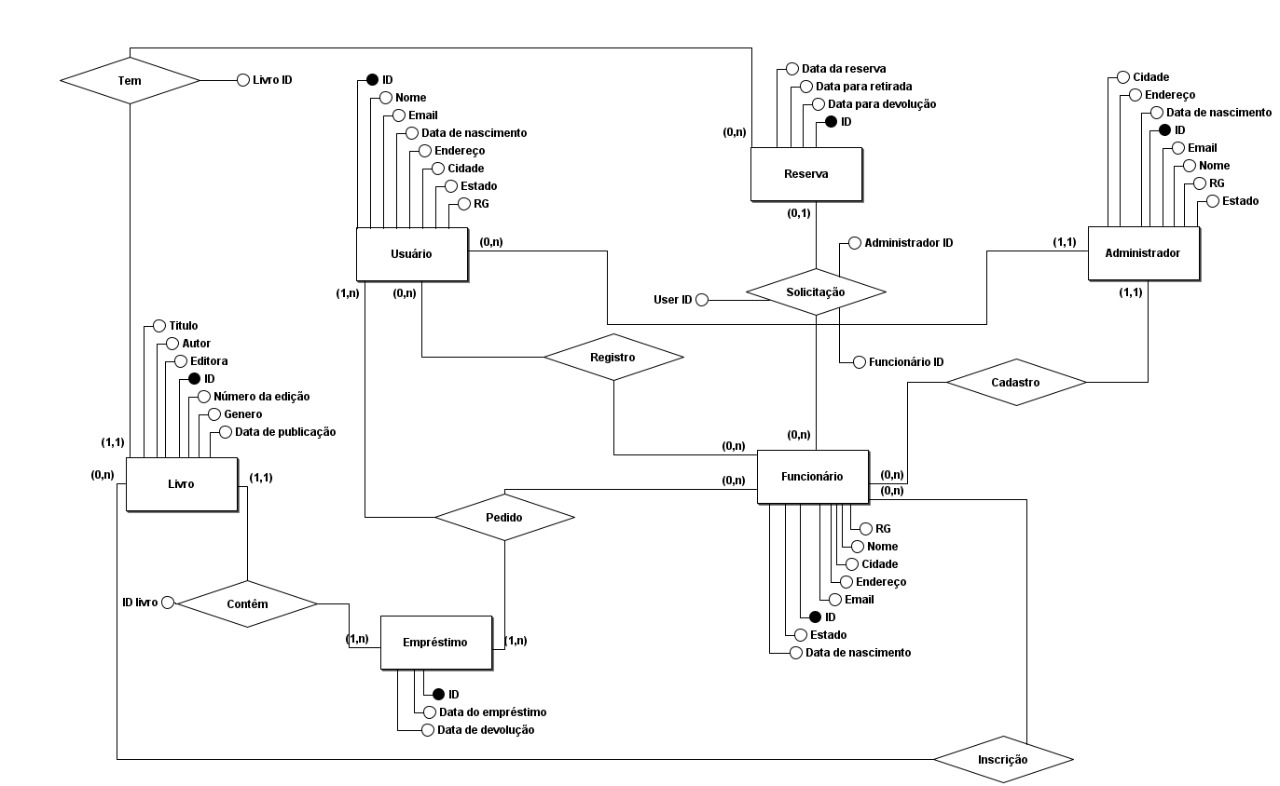 Tem
Livro ID
ID
Nome
Email
Data de nascimento
Endereço
Cidade
Estado
RG
Usuário
(0,n)
(1,n)
(0,n)
Data da reserva
Data para retirada
Data para devolução
ID
(0,n)
Reserva
(0,1)
Cidade
Endereço
Data de nascimento
ID
Email
Nome
RG
Estado
(1,1)
Administrador
(1,1)
Administrador ID
Solicitação
User ID
Funcionário ID
Registro
Cadastro
Titulo
Autor
Editora
ID
Número da edição
Genero
Data de publicação
(1,1)
(0,n)
Livro
(1,1)
(0,n)
(0,n)
(0,n)
Funcionário
(0,n)
(0,n)
RG
Nome
Cidade
Endereço
Email
ID
Estado
Data de nascimento
Pedido
ID livro
Contêm
(1,n)
Empréstimo
(1,n)
ID
Data do empréstimo
Data de devolução
Inscrição